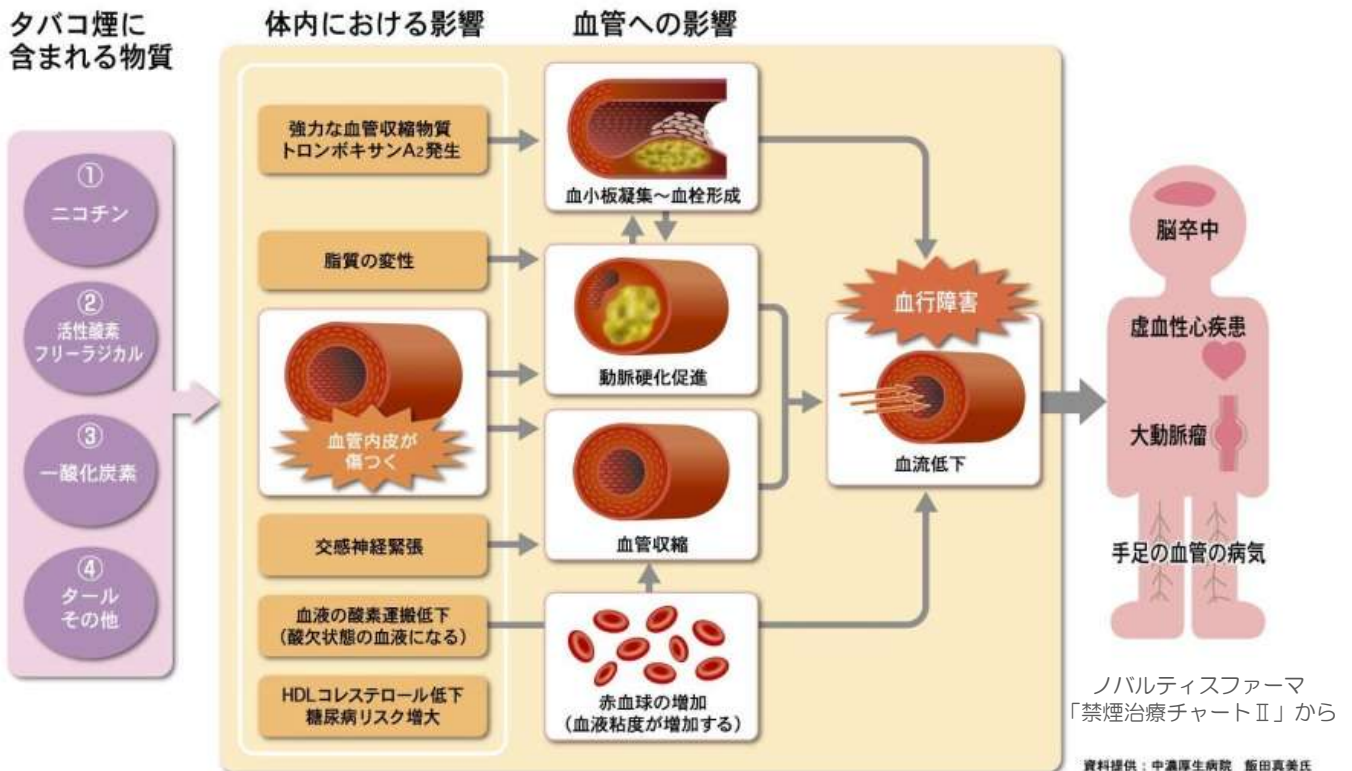 タバコ煙に
含まれる物質
体内における影響
血管への影響
①
ニコチン
②
活性酸素
フリーラジカル
③
一酸化炭素
④
タール
その他
強力な血管収縮物質
トロンボキサンA2発生
脂質の変性
血管内皮が
傷つく
交感神経緊張
血液の酸素運搬低下
(酸欠状態の血液になる)
HDLコレステロール低下
糖尿病リスク増大
血小板凝集～血栓形成
動脈硬化促進
血管収縮
赤血球の増加
(血液粘度が増加する)
血行障害
血流低下
脳卒中
虚血性心疾患
大動脈瘤
手足の血管の病気
ノバルティスファーマ
「禁煙治療チャートⅡ」から
資料提供：中濃厚生病院 飯田真美氏